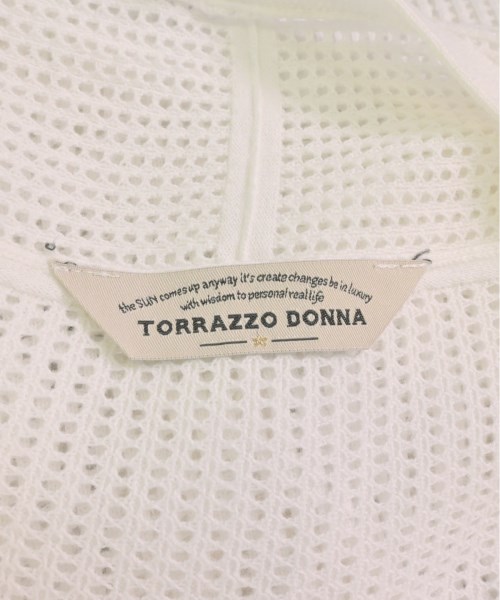 the SUN comes up anyway it's create changes be in luxury
with wisdom to personal real life
TORRAZZO DONNA